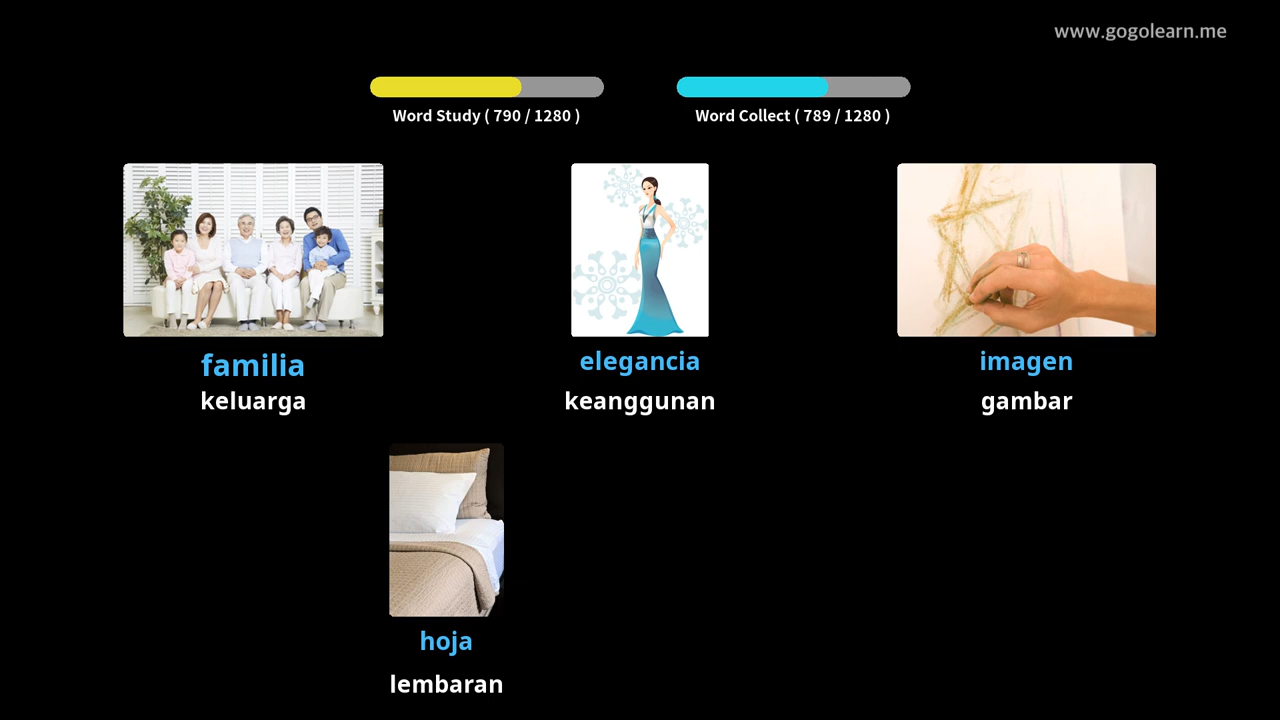 www.gogolearn.me
Word Study ( 790 / 1280 )
Word Collect ( 789 / 1280 )
familia
keluarga
elegancia
keanggunan
imagen
gambar
hoja
lembaran